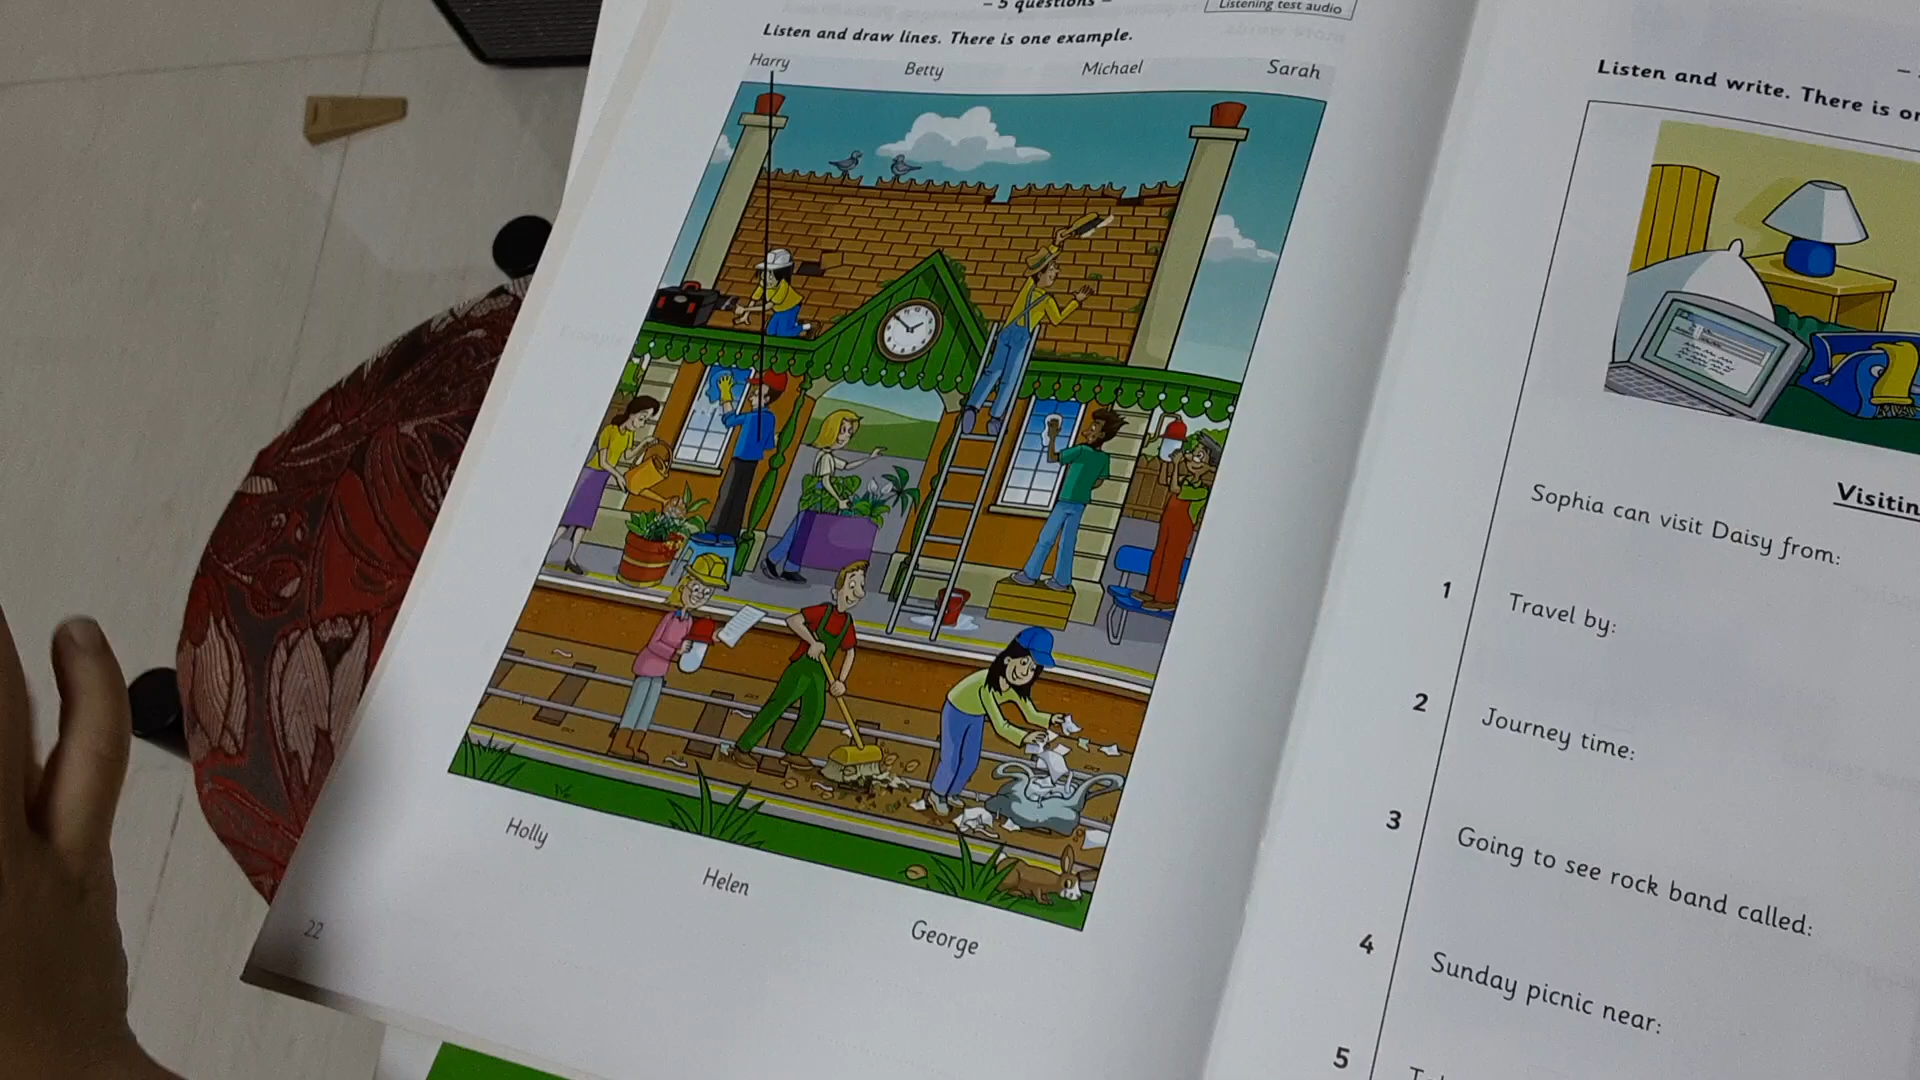 – 5 questions –
Listening test audio
Listen and draw lines. There is one example.
Harry
Betty
Michael
Sarah
Holly
Helen
George
22
Listen and write. There is
Visitin
Sophia can visit Daisy from:
1 Travel by:
2 Journey time:
3 Going to see rock band called:
4 Sunday picnic near:
5